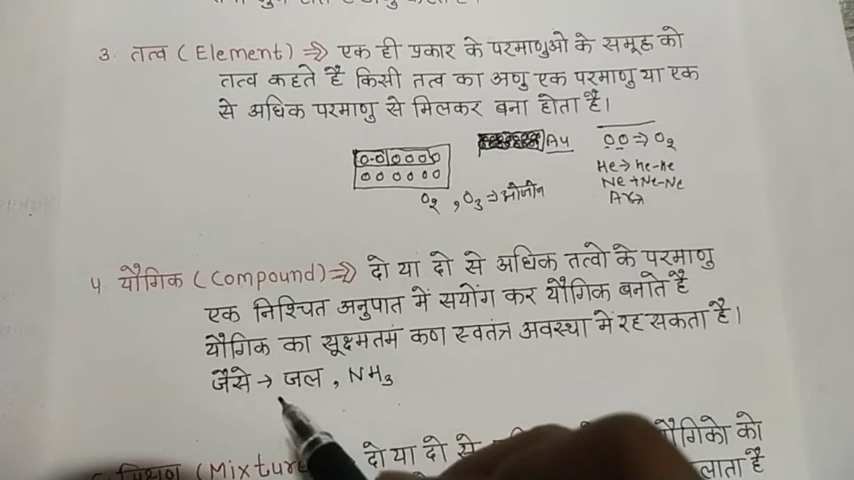 3. तत्व (Element) ⇒ एक ही प्रकार के परमाणुओ के समूह को
तत्व कहते है किसी तत्व का अणु एक परमाणु या एक
से अधिक परमाणु से मिलकर बना होता है।
Au
OO ⇒ O2
He → He-He
Ne → Ne-Ne
Ar →
O2 , O3 ⇒ ओजोन
4 यौगिक (Compound) ⇒ दो या दो से अधिक तत्वो के परमाणु
एक निश्चित अनुपात में सयोंग कर यौगिक बनाते है
यौगिक का सूक्ष्मतमं कण स्वतंत्र अवस्था में रह सकता है।
जैसे → जल , NH3
(Mixture दो या दो से यौगिको को
लाता है